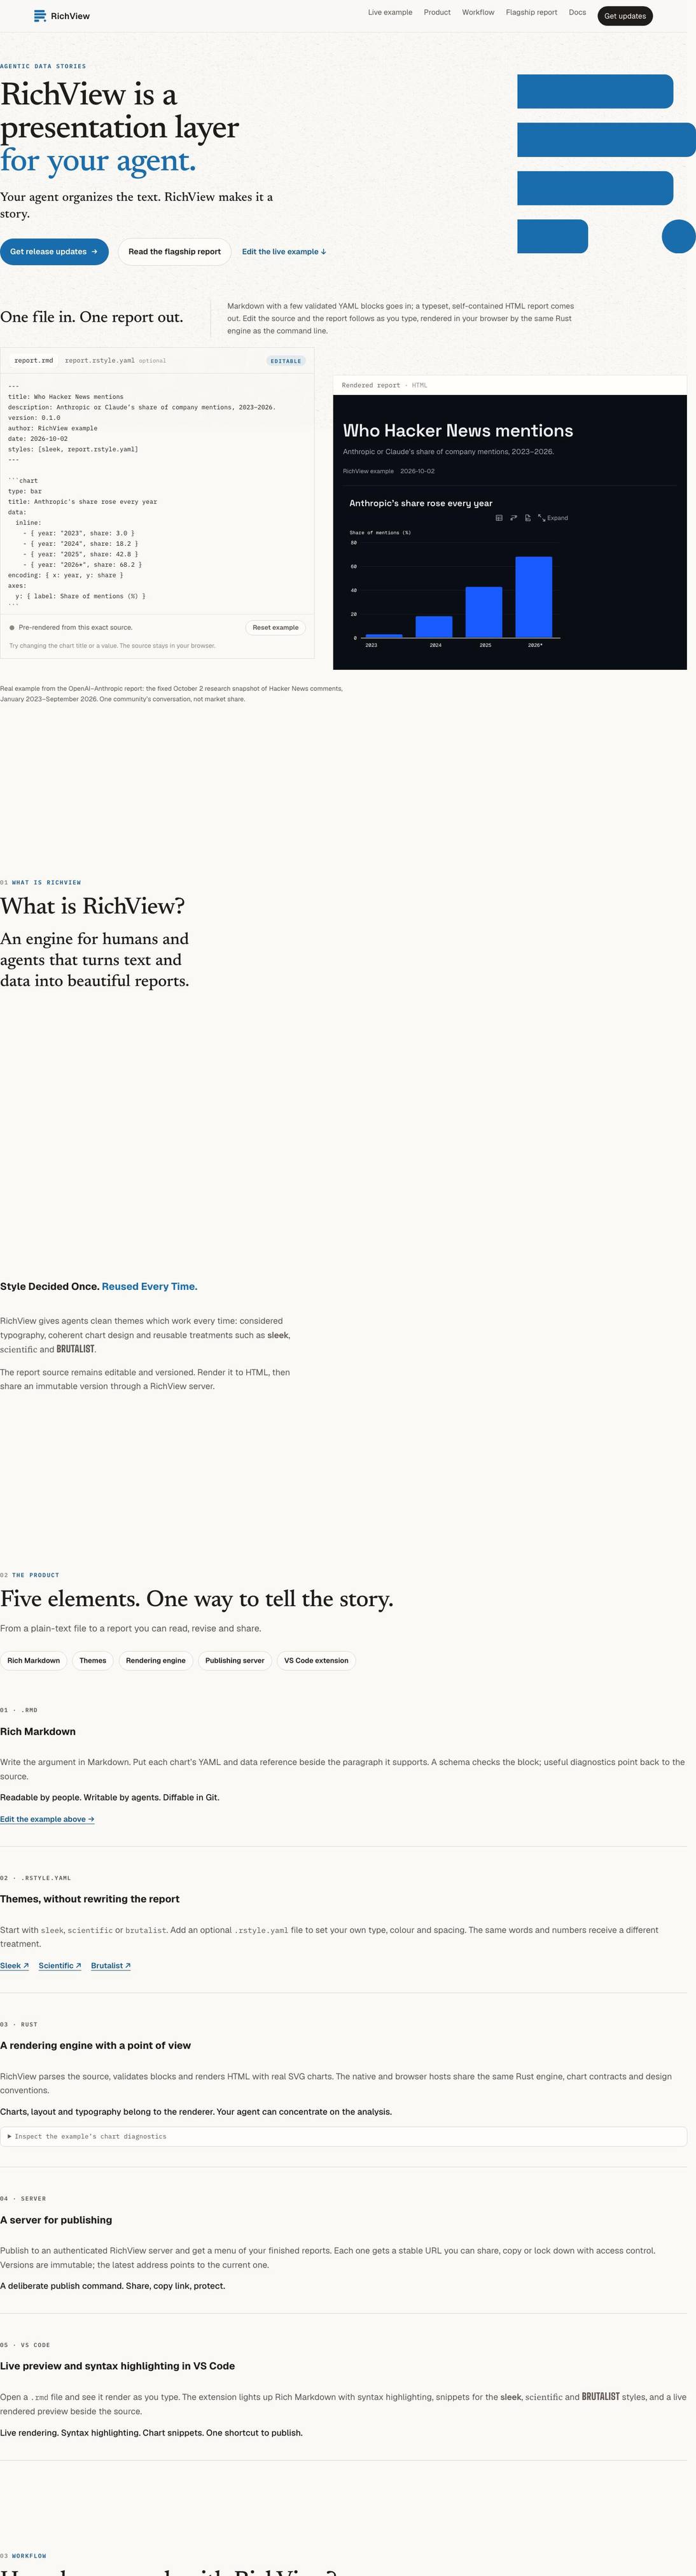 RichView
Live example
Product
Workflow
Flagship report
Docs
Get updates
AGENTIC DATA STORIES
RichView is a
presentation layer
for your agent.
Your agent organizes the text. RichView makes it a
story.
Get release updates →
Read the flagship report
Edit the live example ↓
One file in. One report out.
Markdown with a few validated YAML blocks goes in; a typeset, self-contained HTML report comes
out. Edit the source and the report follows as you type, rendered in your browser by the same Rust
engine as the command line.
report.rmd
report.rstyle.yaml optional
EDITABLE
---
title: Who Hacker News mentions
description: Anthropic or Claude's share of company mentions, 2023–2026.
version: 0.1.0
author: RichView example
date: 2026-10-02
styles: [sleek, report.rstyle.yaml]
---
```chart
type: bar
title: Anthropic's share rose every year
data:
  inline:
    - { year: "2023", share: 3.0 }
    - { year: "2024", share: 18.2 }
    - { year: "2025", share: 42.8 }
    - { year: "2026*", share: 68.2 }
encoding: { x: year, y: share }
axes:
  y: { label: Share of mentions (%) }
```
Pre-rendered from this exact source.
Reset example
Try changing the chart title or a value. The source stays in your browser.
Rendered report · HTML
Who Hacker News mentions
Anthropic or Claude's share of company mentions, 2023–2026.
RichView example 2026-10-02
Anthropic's share rose every year
Expand
Share of mentions (%)
80
60
40
20
0
2023
2024
2025
2026*
Real example from the OpenAI–Anthropic report: the fixed October 2 research snapshot of Hacker News comments,
January 2023–September 2026. One community's conversation, not market share.
01 WHAT IS RICHVIEW
What is RichView?
An engine for humans and
agents that turns text and
data into beautiful reports.
Style Decided Once. Reused Every Time.
RichView gives agents clean themes which work every time: considered
typography, coherent chart design and reusable treatments such as sleek,
scientific and BRUTALIST.
The report source remains editable and versioned. Render it to HTML, then
share an immutable version through a RichView server.
02 THE PRODUCT
Five elements. One way to tell the story.
From a plain-text file to a report you can read, revise and share.
Rich Markdown
Themes
Rendering engine
Publishing server
VS Code extension
01 · .RMD
Rich Markdown
Write the argument in Markdown. Put each chart's YAML and data reference beside the paragraph it supports. A schema checks the block; useful diagnostics point back to the
source.
Readable by people. Writable by agents. Diffable in Git.
Edit the example above →
02 · .RSTYLE.YAML
Themes, without rewriting the report
Start with sleek, scientific or brutalist. Add an optional .rstyle.yaml file to set your own type, colour and spacing. The same words and numbers receive a different
treatment.
Sleek ↗
Scientific ↗
Brutalist ↗
03 · RUST
A rendering engine with a point of view
RichView parses the source, validates blocks and renders HTML with real SVG charts. The native and browser hosts share the same Rust engine, chart contracts and design
conventions.
Charts, layout and typography belong to the renderer. Your agent can concentrate on the analysis.
▶ Inspect the example's chart diagnostics
04 · SERVER
A server for publishing
Publish to an authenticated RichView server and get a menu of your finished reports. Each one gets a stable URL you can share, copy or lock down with access control.
Versions are immutable; the latest address points to the current one.
A deliberate publish command. Share, copy link, protect.
05 · VS CODE
Live preview and syntax highlighting in VS Code
Open a .rmd file and see it render as you type. The extension lights up Rich Markdown with syntax highlighting, snippets for the sleek, scientific and BRUTALIST styles, and a live
rendered preview beside the source.
Live rendering. Syntax highlighting. Chart snippets. One shortcut to publish.
03 WORKFLOW